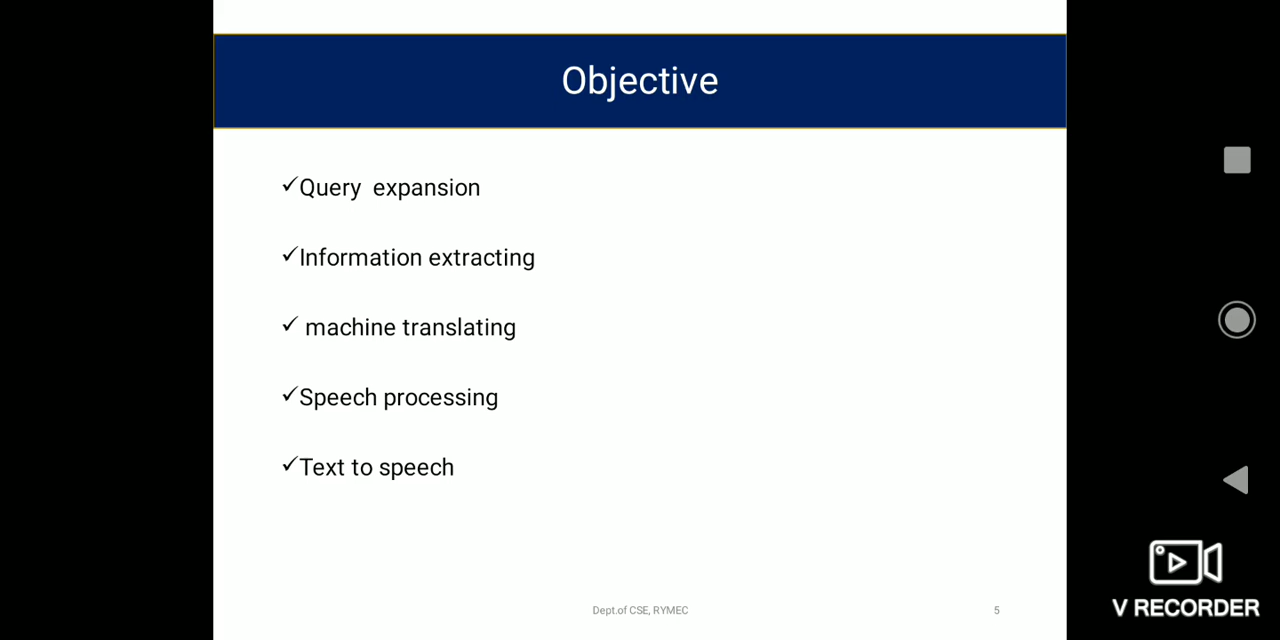 Objective
✓Query expansion
✓Information extracting
✓ machine translating
✓Speech processing
✓Text to speech
Dept.of CSE, RYMEC
5
V RECORDER